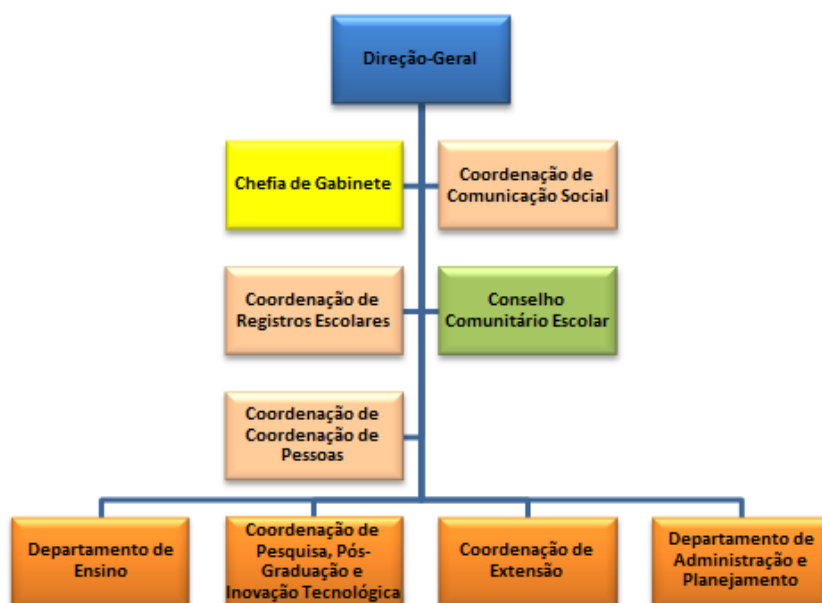 Direção-Geral
Chefia de Gabinete
Coordenação de
Comunicação Social
Coordenação de
Registros Escolares
Conselho
Comunitário Escolar
Coordenação de
Coordenação de
Pessoas
Departamento de
Ensino
Coordenação de
Pesquisa, Pós-
Graduação e
Inovação Tecnológica
Coordenação de
Extensão
Departamento de
Administração e
Planejamento